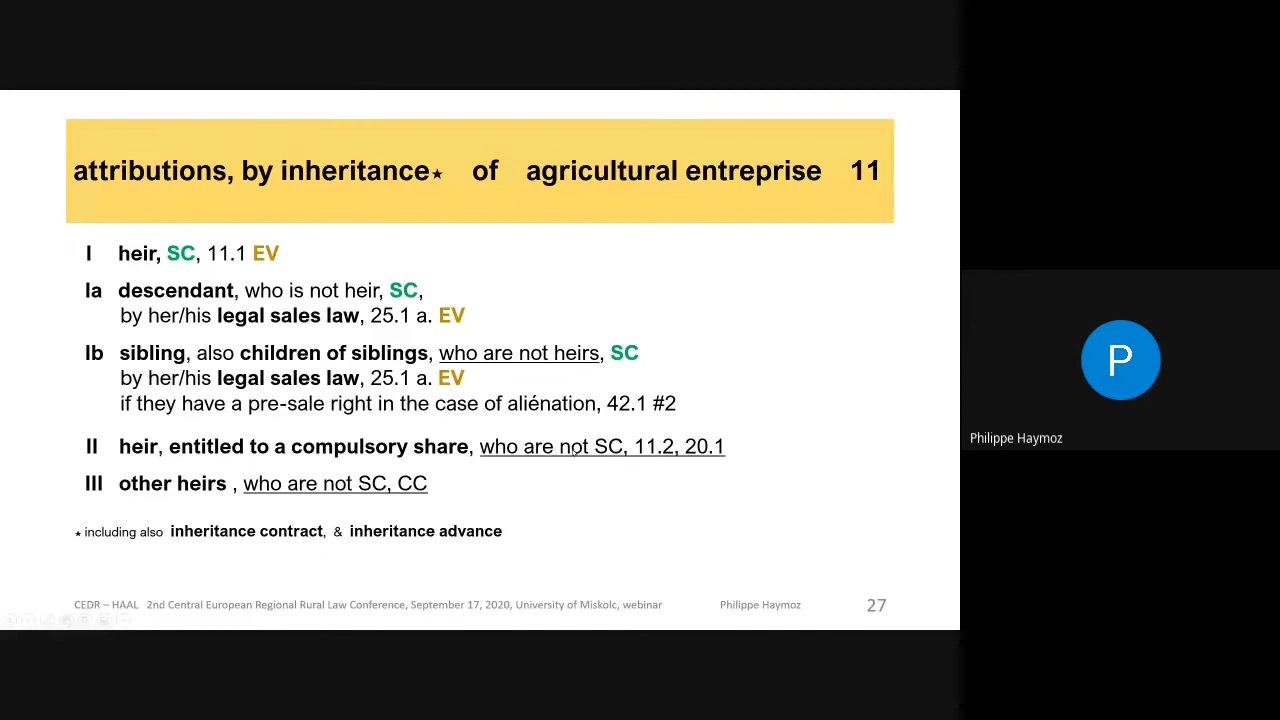 attributions, by inheritance★ of agricultural entreprise 11
I heir, SC, 11.1 EV
Ia descendant, who is not heir, SC,
by her/his legal sales law, 25.1 a. EV
Ib sibling, also children of siblings, who are not heirs, SC
by her/his legal sales law, 25.1 a. EV
if they have a pre-sale right in the case of aliénation, 42.1 #2
II heir, entitled to a compulsory share, who are not SC, 11.2, 20.1
III other heirs , who are not SC, CC
★ including also inheritance contract, & inheritance advance
CEDR – HAAL 2nd Central European Regional Rural Law Conference, September 17, 2020, University of Miskolc, webinar Philippe Haymoz 27
P
Philippe Haymoz